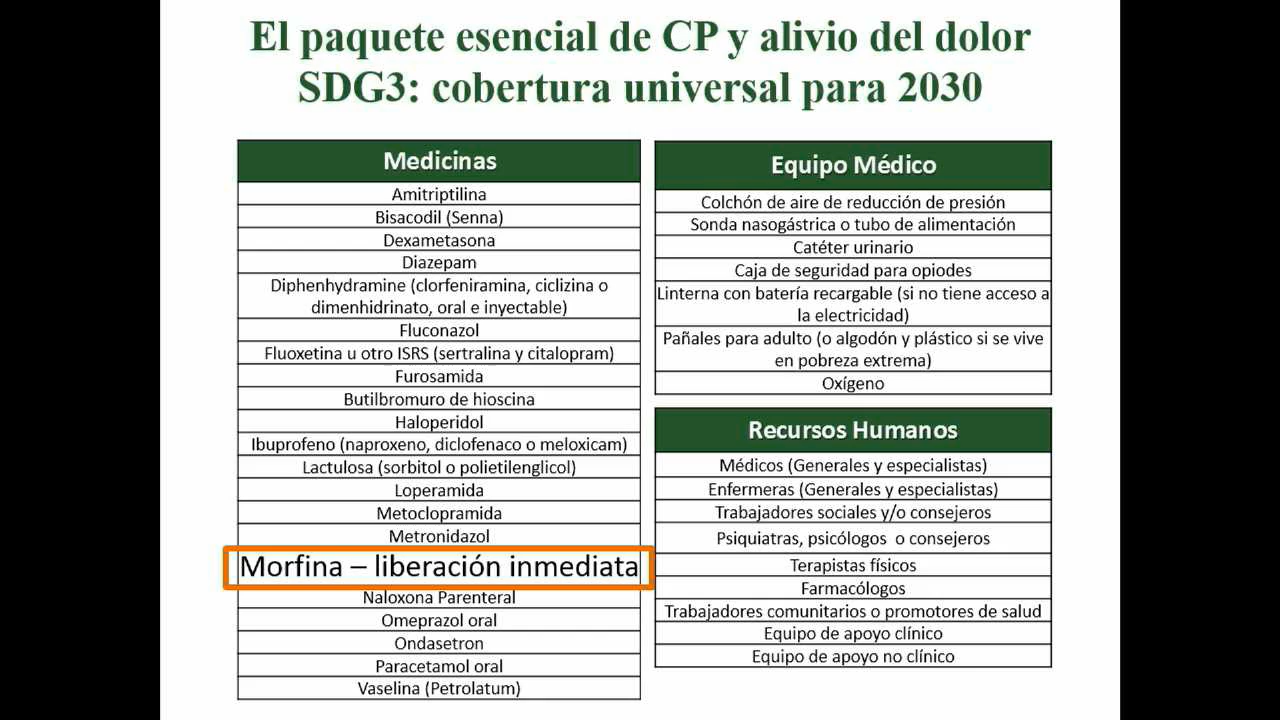 El paquete esencial de CP y alivio del dolor
SDG3: cobertura universal para 2030
Medicinas
Amitriptilina
Bisacodil (Senna)
Dexametasona
Diazepam
Diphenhydramine (clorfeniramina, ciclizina o
dimenhidrinato, oral e inyectable)
Fluconazol
Fluoxetina u otro ISRS (sertralina y citalopram)
Furosamida
Butilbromuro de hioscina
Haloperidol
Ibuprofeno (naproxeno, diclofenaco o meloxicam)
Lactulosa (sorbitol o polietilenglicol)
Loperamida
Metoclopramida
Metronidazol
Morfina – liberación inmediata
Naloxona Parenteral
Omeprazol oral
Ondasetron
Paracetamol oral
Vaselina (Petrolatum)
Equipo Médico
Colchón de aire de reducción de presión
Sonda nasogástrica o tubo de alimentación
Catéter urinario
Caja de seguridad para opiodes
Linterna con batería recargable (si no tiene acceso a
la electricidad)
Pañales para adulto (o algodón y plástico si se vive
en pobreza extrema)
Oxígeno
Recursos Humanos
Médicos (Generales y especialistas)
Enfermeras (Generales y especialistas)
Trabajadores sociales y/o consejeros
Psiquiatras, psicólogos o consejeros
Terapistas físicos
Farmacólogos
Trabajadores comunitarios o promotores de salud
Equipo de apoyo clínico
Equipo de apoyo no clínico